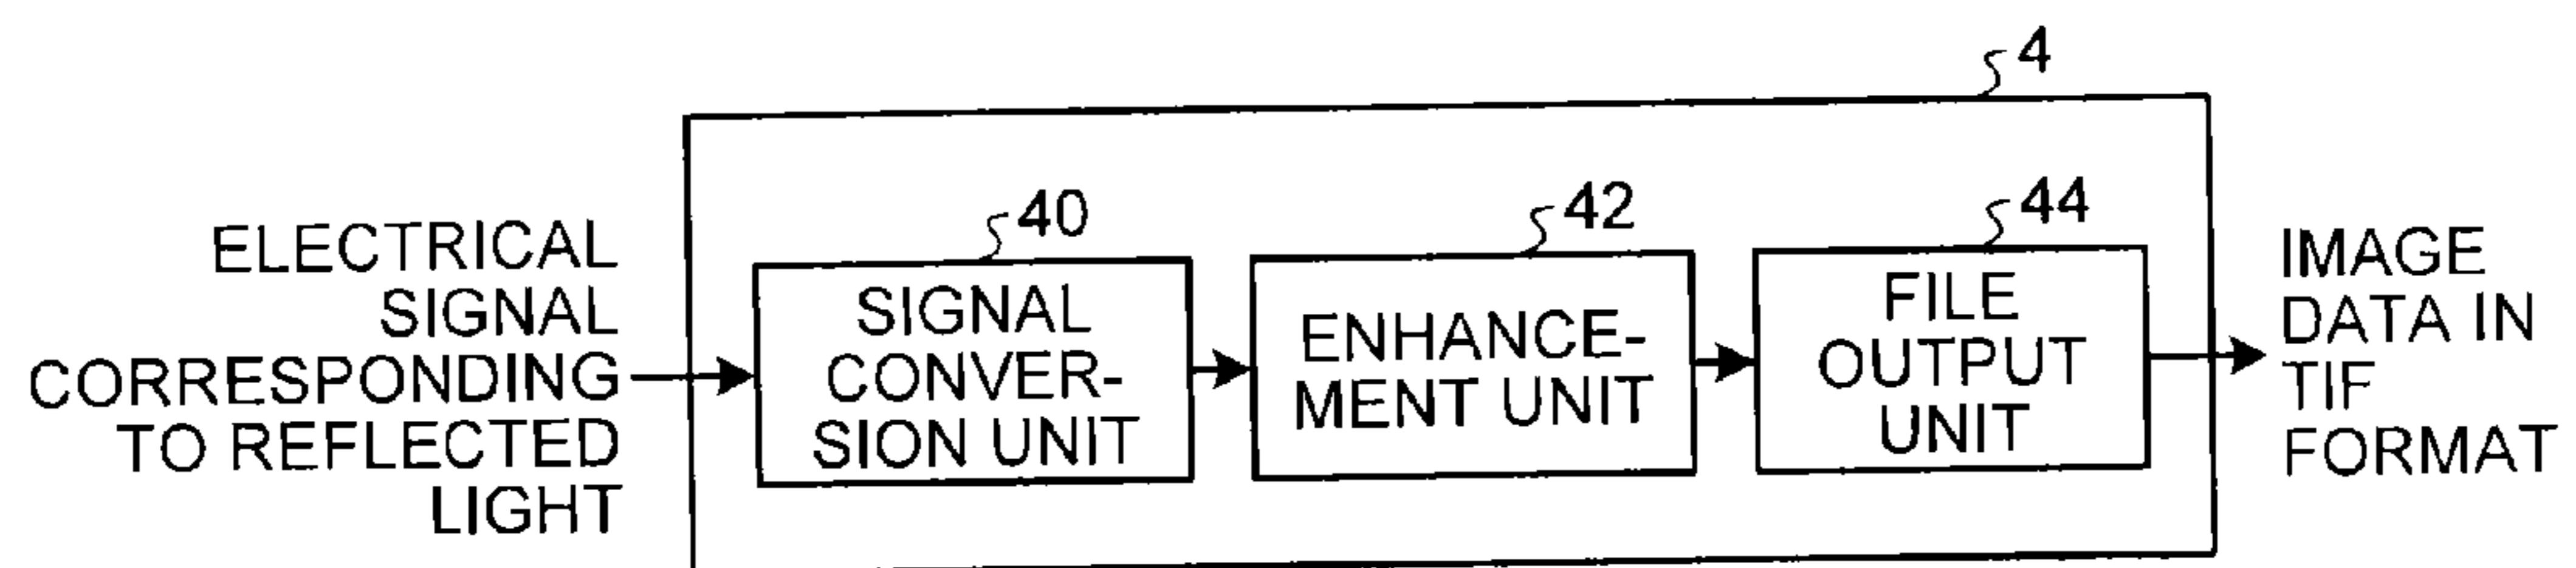 4
ELECTRICAL
SIGNAL
CORRESPONDING
TO REFLECTED
LIGHT
40
SIGNAL
CONVER-
SION UNIT
42
ENHANCE-
MENT UNIT
44
FILE
OUTPUT
UNIT
IMAGE
DATA IN
TIF
FORMAT